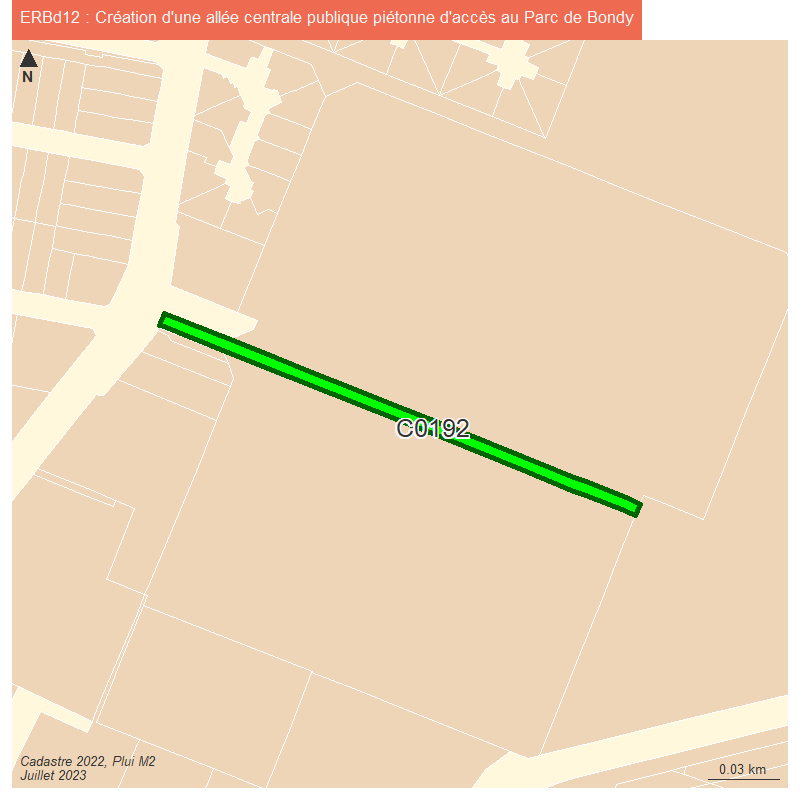 ERBd12 : Création d'une allée centrale publique piétonne d'accès au Parc de Bondy
N
C0192
Cadastre 2022, Plui M2
Juillet 2023
0.03 km